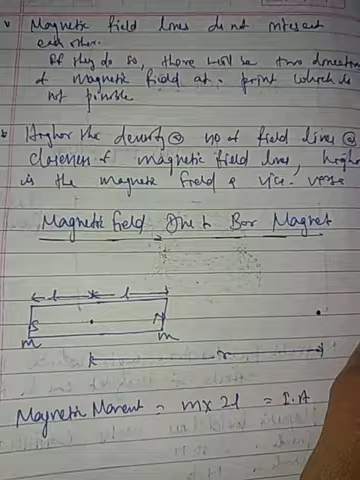 Magnetic field lines do not intersect
each other.
If they do so, there will be two direction
of magnetic field at a point which is
not possible
Higher the density or no of field lines or
closeness of magnetic field lines, higher
is the magnetic field & vice-versa
Magnetic field Due to Bar Magnet
l l
S N
m m
r
Magnetic Moment = m x 2l = I.A